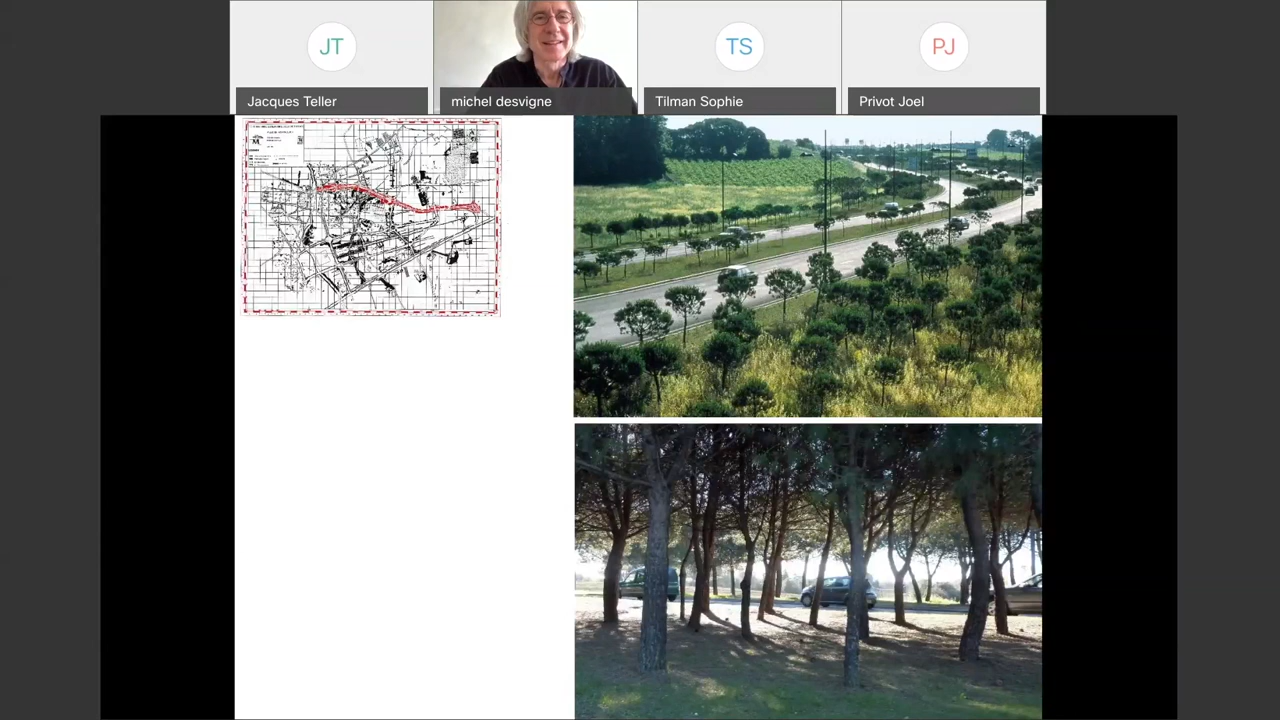 JT
TS
PJ
Jacques Teller
michel desvigne
Tilman Sophie
Privot Joel
M